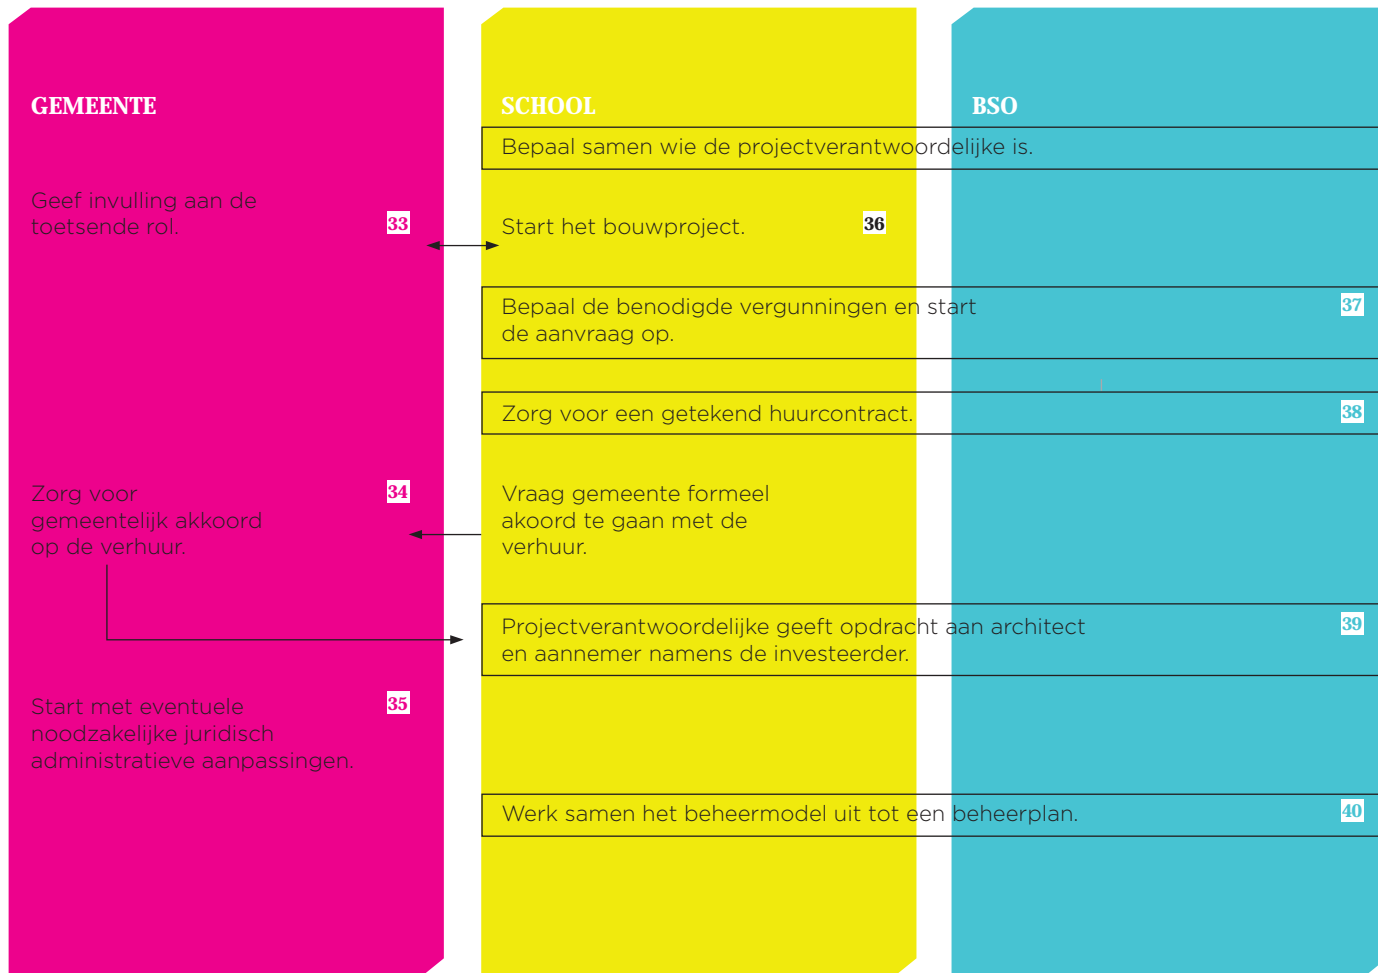 GEMEENTE
Geef invulling aan de
toetsende rol.
33
Zorg voor
gemeentelijk akkoord
op de verhuur.
34
Start met eventuele
noodzakelijke juridisch
administratieve aanpassingen.
35
SCHOOL
BSO
Bepaal samen wie de projectverantwoordelijke is.
Start het bouwproject.
36
Bepaal de benodigde vergunningen en start
de aanvraag op.
37
Zorg voor een getekend huurcontract.
38
Vraag gemeente formeel
akoord te gaan met de
verhuur.
Projectverantwoordelijke geeft opdracht aan architect
en aannemer namens de investeerder.
39
Werk samen het beheermodel uit tot een beheerplan.
40